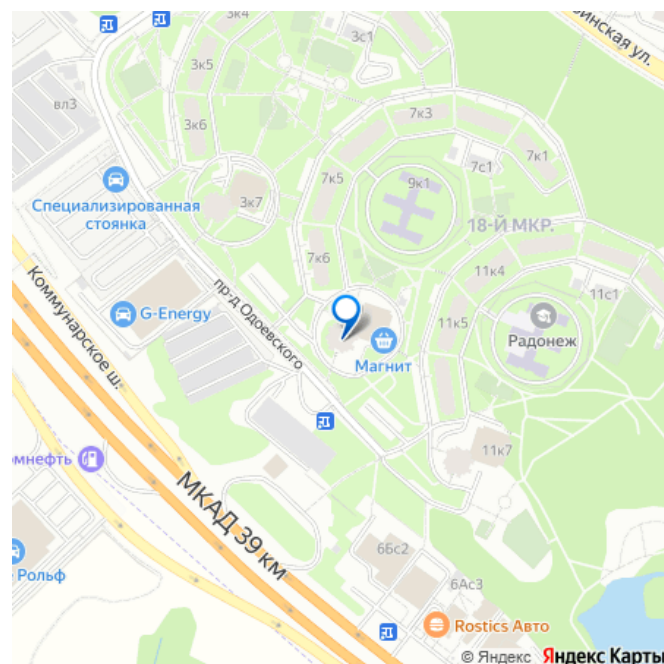 3к4
3с1
зинская ул.
3к5
вл3
3к6
7к3
7с1
7к1
Специализированная
стоянка
3к7
7к5
9к1
18-Й МКР.
7к6
11к4
11с1
Коммунарское ш.
G-Energy
пр-д Одоевского
11к5
Радонеж
Магнит
11к7
омнефть
МКАД 39 км
6Бс2
6Ас3
Рольф
Rostics Авто
© Яндекс Яндекс Карты